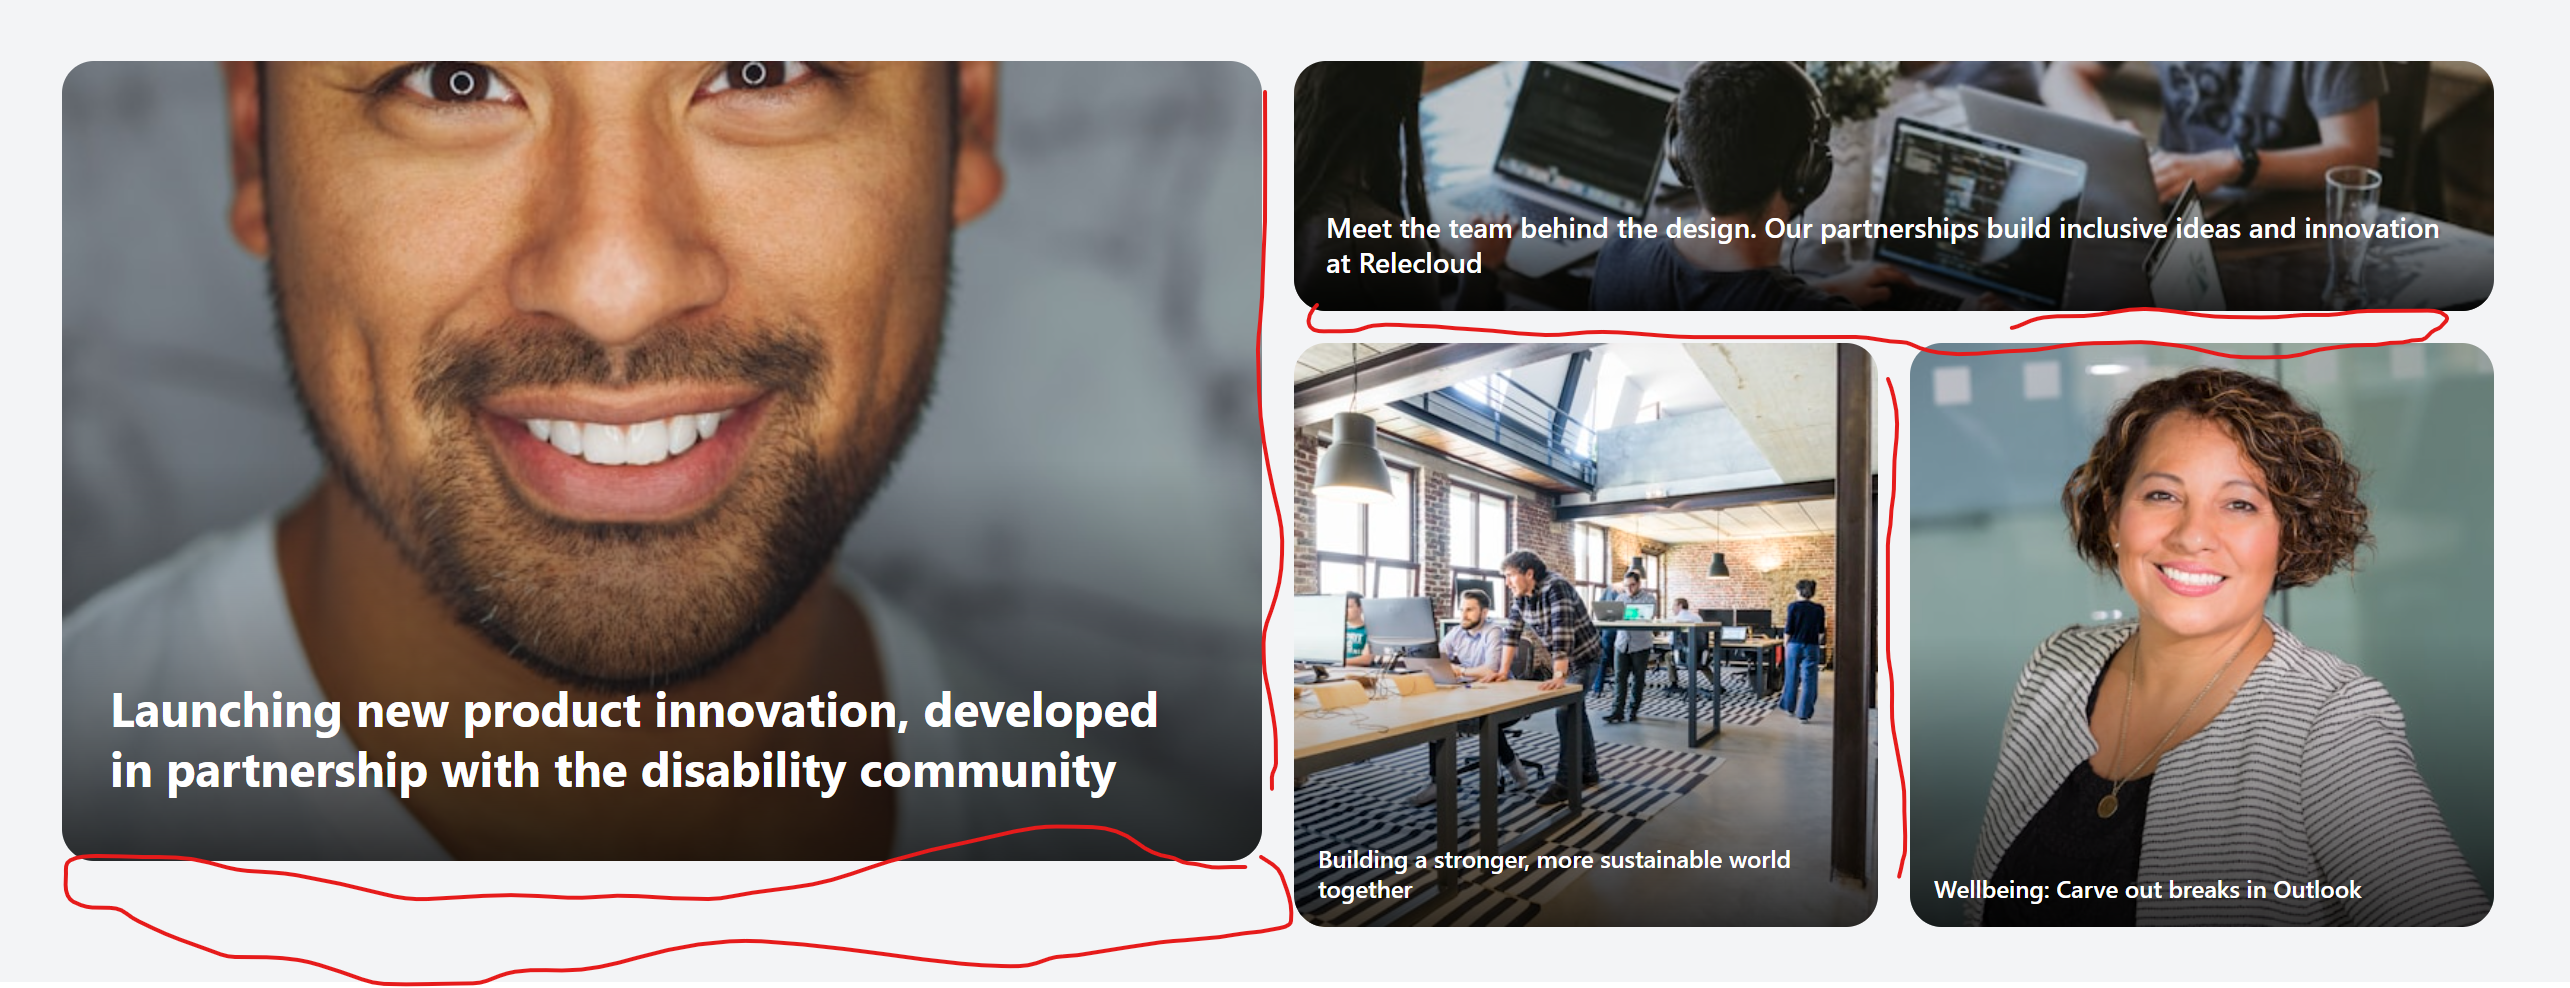 Launching new product innovation, developed
in partnership with the disability community
Meet the team behind the design. Our partnerships build inclusive ideas and innovation
at Relecloud
Building a stronger, more sustainable world
together
Wellbeing: Carve out breaks in Outlook